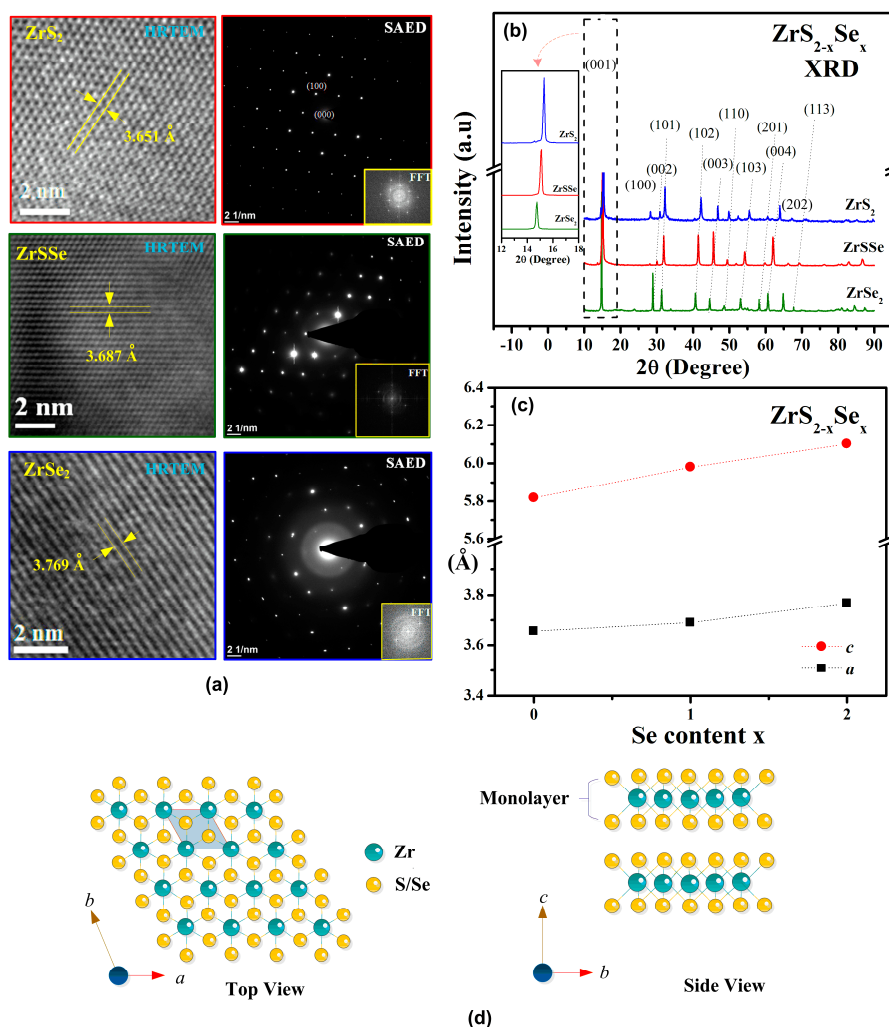 ZrS₂
HRTEM
3.651 Å
2 nm
SAED
(100)
(000)
FFT
2 1/nm
ZrSSe
HRTEM
3.687 Å
2 nm
SAED
FFT
2 1/nm
ZrSe₂
HRTEM
3.769 Å
2 nm
SAED
FFT
2 1/nm
(a)
(b)
ZrS₂₋ₓSeₓ
XRD
(001)
(113)
(110)
(201)
(101)
(102)
(004)
(003)
(002)
(103)
(100)
(202)
ZrS₂
ZrSSe
ZrSe₂
ZrS₂
ZrSSe
ZrSe₂
12 14 16 18
2θ (Degree)
Intensity (a.u)
-10 0 10 20 30 40 50 60 70 80 90
2θ (Degree)
(c)
ZrS₂₋ₓSeₓ
6.4
6.2
6.0
5.8
5.6
(Å)
3.8
3.6
3.4
c
a
0 1 2
Se content x
Zr
S/Se
b
a
Top View
Monolayer
c
b
Side View
(d)